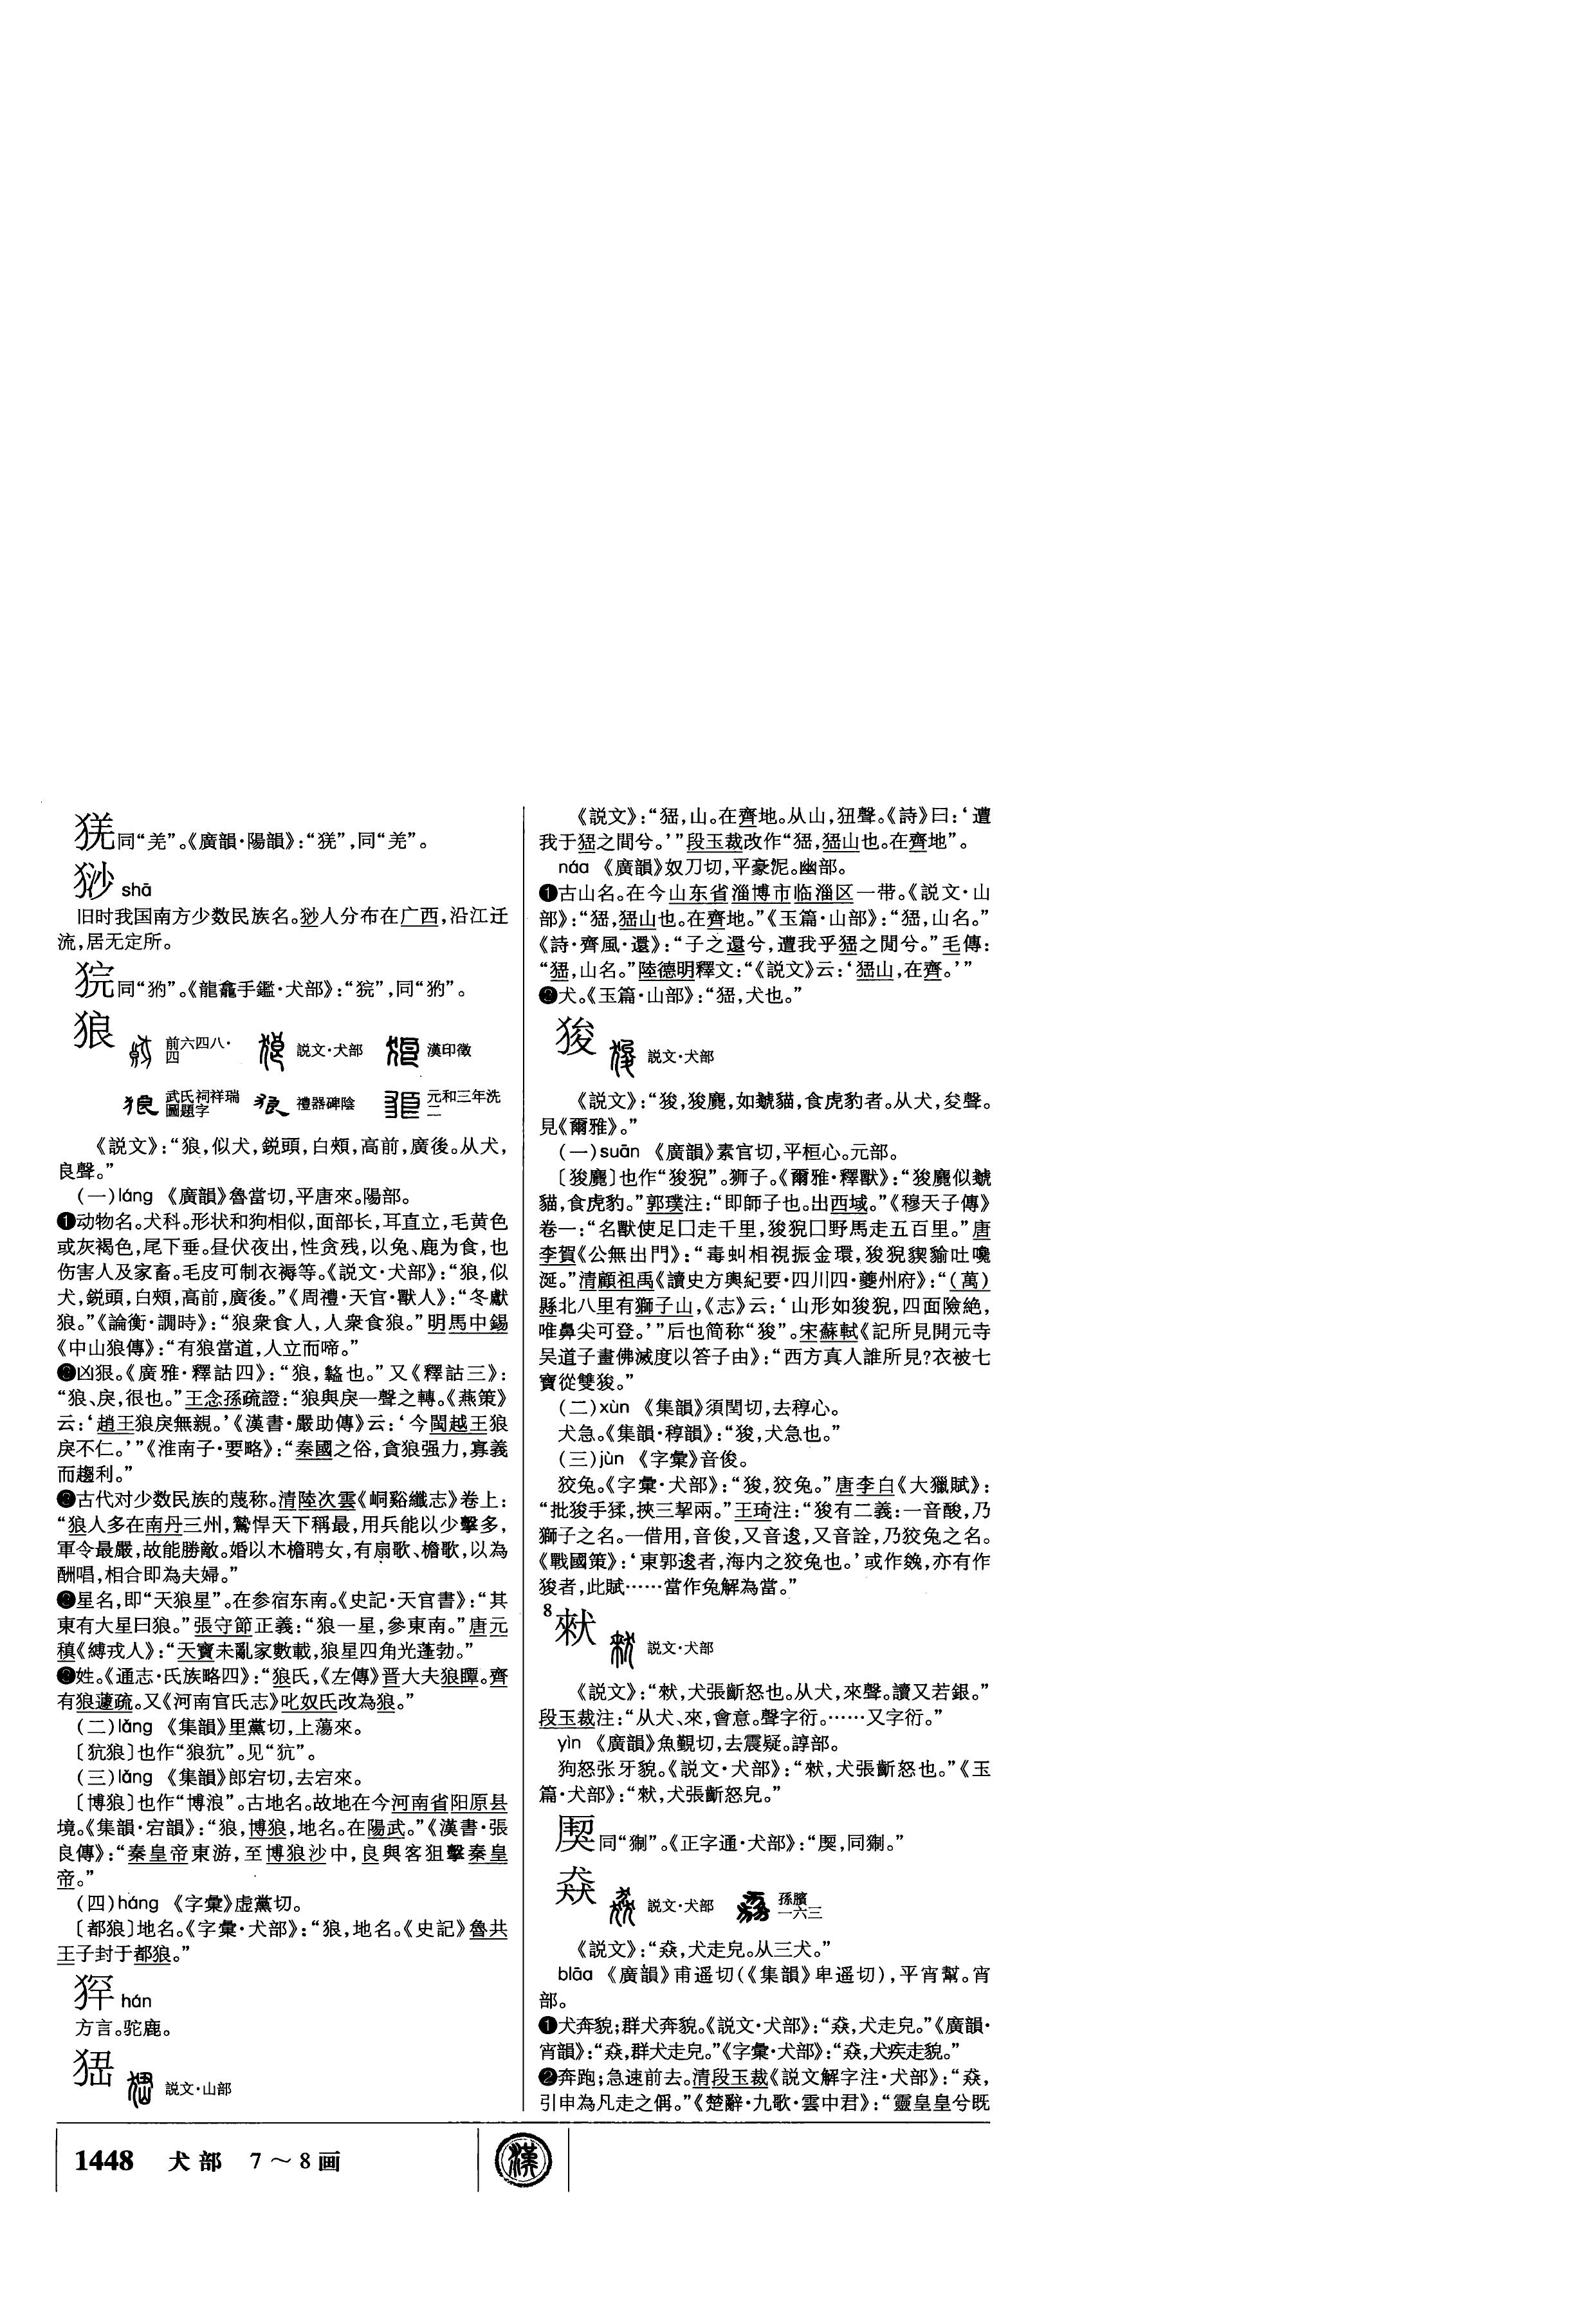 猐同“羌”。《廣韻·陽韻》：“猐”，同“羌”。
㹰 shā
旧时我国南方少数民族名。㹰人分布在广西，沿江迁
流，居无定所。
狼
前六四八·四
説文·犬部
漢印徵
武氏祠祥瑞圖題字
禮器碑陰
元和三年洗二
《説文》：“狼，似犬，鋭頭，白頰，高前，廣後。从犬，
良聲。”
(一)láng 《廣韻》魯當切，平唐來。陽部。
❶动物名。犬科。形状和狗相似，面部长，耳直立，毛黄色
或灰褐色，尾下垂。昼伏夜出，性贪残，以兔、鹿为食，也
伤害人及家畜。毛皮可制衣褥等。《説文·犬部》：“狼，似
犬，鋭頭，白頰，高前，廣後。”《周禮·天官·獸人》：“冬獻
狼。”《論衡·調時》：“狼衆食人，人衆食狼。”明馬中錫
《中山狼傳》：“有狼當道，人立而啼。”
❷凶狠。《廣雅·釋詁四》：“狼，盭也。”又《釋詁三》：
“狼、戾，很也。”王念孫疏證：“狼與戾一聲之轉。《燕策》
云：‘趙王狼戾無親。’《漢書·嚴助傳》云：‘今閩越王狼
戾不仁。’”《淮南子·要略》：“秦國之俗，貪狼强力，寡義
而趨利。”
❸古代对少数民族的蔑称。清陸次雲《峒谿纖志》卷上：
“狼人多在南丹三州，鷙悍天下稱最，用兵能以少擊多，
軍令最嚴，故能勝敵。婚以木檐聘女，有扇歌、檐歌，以為
酬唱，相合即為夫婦。”
❹星名，即“天狼星”。在参宿东南。《史記·天官書》：“其
東有大星曰狼。”張守節正義：“狼一星，參東南。”唐元
稹《縛戎人》：“天寶未亂家數載，狼星四角光蓬勃。”
❺姓。《通志·氏族略四》：“狼氏，《左傳》晋大夫狼瞫。齊
有狼蘧疏。又《河南官氏志》叱奴氏改為狼。”
(二)lǎng 《集韻》里黨切，上蕩來。
〔犺狼〕也作“狼犺”。见“犺”。
(三)lǎng 《集韻》郎宕切，去宕來。
〔博狼〕也作“博浪”。古地名。故地在今河南省阳原县
境。《集韻·宕韻》：“狼，博狼，地名。在陽武。”《漢書·張
良傳》：“秦皇帝東游，至博狼沙中，良與客狙擊秦皇
帝。”
(四)háng 《字彙》虚黨切。
〔都狼〕地名。《字彙·犬部》：“狼，地名。《史記》魯共
王子封于都狼。”
hán
方言。驼鹿。
峱
説文·山部
《説文》：“峱，山。在齊地。从山，狃聲。《詩》曰：‘遭
我于峱之間兮。’”段玉裁改作“峱，峱山也。在齊地”。
náa 《廣韻》奴刀切，平豪泥。幽部。
❶古山名。在今山东省淄博市临淄区一带。《説文·山
部》：“峱，峱山也。在齊地。”《玉篇·山部》：“峱，山名。”
《詩·齊風·還》：“子之還兮，遭我乎峱之閒兮。”毛傳：
“峱，山名。”陸德明釋文：“《説文》云：‘峱山，在齊。’”
❷犬。《玉篇·山部》：“峱，犬也。”
狻
説文·犬部
《説文》：“狻，狻麑，如虦貓，食虎豹者。从犬，夋聲。
見《爾雅》。”
(一)suān 《廣韻》素官切，平桓心。元部。
〔狻麑〕也作“狻猊”。狮子。《爾雅·釋獸》：“狻麑似虦
貓，食虎豹。”郭璞注：“即師子也。出西域。”《穆天子傳》
卷一：“名獸使足囗走千里，狻猊囗野馬走五百里。”唐
李賀《公無出門》：“毒虯相視振金環，狻猊猰貐吐嚵
涎。”清顧祖禹《讀史方輿紀要·四川四·夔州府》：“(萬)
縣北八里有獅子山，《志》云：‘山形如狻猊，四面險絶，
唯鼻尖可登。’”后也简称“狻”。宋蘇軾《記所見開元寺
吴道子畫佛滅度以答子由》：“西方真人誰所見?衣被七
寶從雙狻。”
(二)xùn 《集韻》須閏切，去稕心。
犬急。《集韻·稕韻》：“狻，犬急也。”
(三)jùn 《字彙》音俊。
狡兔。《字彙·犬部》：“狻，狡兔。”唐李白《大獵賦》：
“批狻手猱，挾三挈兩。”王琦注：“狻有二義：一音酸，乃
獅子之名。一借用，音俊，又音逡，又音詮，乃狡兔之名。
《戰國策》：‘東郭逡者，海内之狡兔也。’或作㕙，亦有作
狻者，此賦……當作兔解為當。”
8
猌
説文·犬部
《説文》：“猌，犬張齗怒也。从犬，來聲。讀又若銀。”
段玉裁注：“从犬、來，會意。聲字衍。……又字衍。”
yìn 《廣韻》魚覲切，去震疑。諄部。
狗怒张牙貌。《説文·犬部》：“猌，犬張齗怒也。”《玉
篇·犬部》：“猌，犬張齗怒皃。”
猋
説文·犬部
孫臏一六三
《説文》：“猋，犬走皃。从三犬。”
blāa 《廣韻》甫遥切(《集韻》卑遥切)，平宵幫。宵
部。
❶犬奔貌；群犬奔貌。《説文·犬部》：“猋，犬走皃。”《廣韻·
宵韻》：“猋，群犬走皃。”《字彙·犬部》：“猋，犬疾走貌。”
❷奔跑；急速前去。清段玉裁《説文解字注·犬部》：“猋，
引申為凡走之偁。”《楚辭·九歌·雲中君》：“靈皇皇兮既
1448 犬部 7～8画
漢